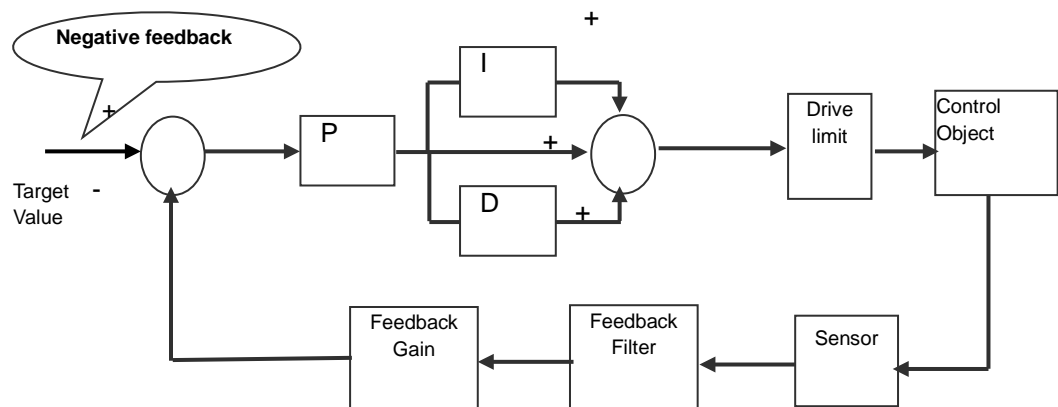 +
Negative feedback
+
I
P
+
D
+
Drive
limit
Control
Object
Target
Value
-
Feedback
Gain
Feedback
Filter
Sensor